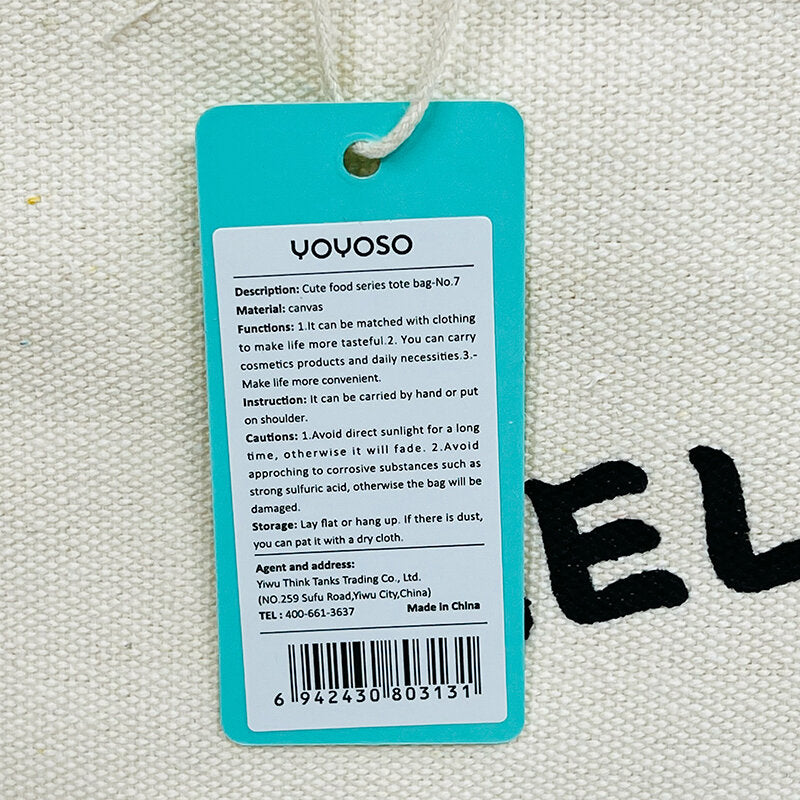 YOYOSO
Description: Cute food series tote bag-No.7
Material: canvas
Functions: 1.It can be matched with clothing
to make life more tasteful.2. You can carry
cosmetics products and daily necessities.3.-
Make life more convenient.
Instruction: It can be carried by hand or put
on shoulder.
Cautions: 1.Avoid direct sunlight for a long
time, otherwise it will fade. 2.Avoid
approching to corrosive substances such as
strong sulfuric acid, otherwise the bag will be
damaged.
Storage: Lay flat or hang up. If there is dust,
you can pat it with a dry cloth.
Agent and address:
Yiwu Think Tanks Trading Co., Ltd.
(NO.259 Sufu Road,Yiwu City,China)
TEL : 400-661-3637 Made in China
6 942430 803131
EL